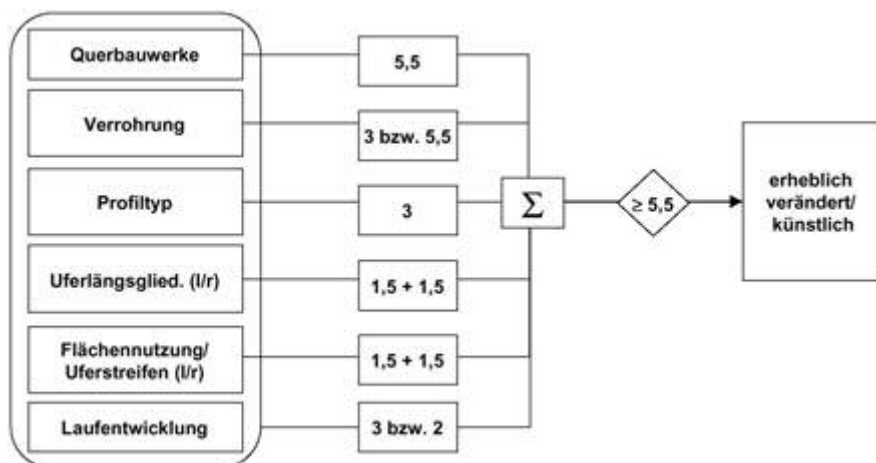 Querbauwerke
5,5
Verrohrung
3 bzw. 5,5
Profiltyp
3
Σ
≥ 5,5
erheblich
verändert/
künstlich
Uferlängsglied. (l/r)
1,5 + 1,5
Flächennutzung/
Uferstreifen (l/r)
1,5 + 1,5
Laufentwicklung
3 bzw. 2